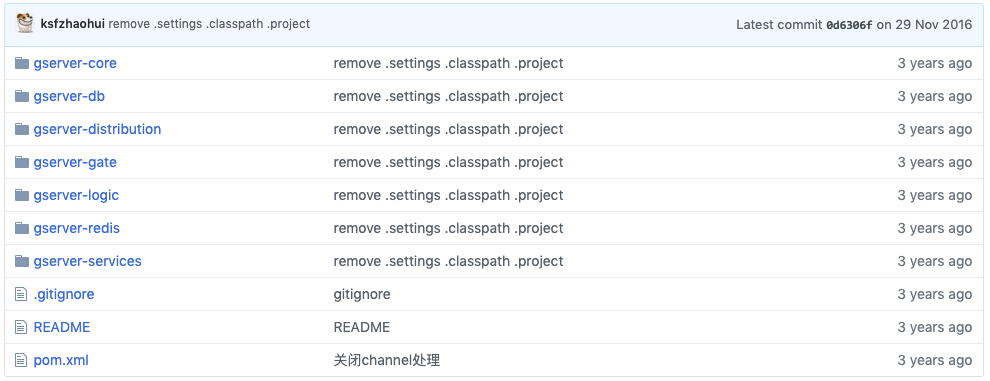 ksfzhaohui remove .settings .classpath .project Latest commit 0d6306f on 29 Nov 2016
gserver-core remove .settings .classpath .project 3 years ago
gserver-db remove .settings .classpath .project 3 years ago
gserver-distribution remove .settings .classpath .project 3 years ago
gserver-gate remove .settings .classpath .project 3 years ago
gserver-logic remove .settings .classpath .project 3 years ago
gserver-redis remove .settings .classpath .project 3 years ago
gserver-services remove .settings .classpath .project 3 years ago
.gitignore gitignore 3 years ago
README README 3 years ago
pom.xml 关闭channel处理 3 years ago